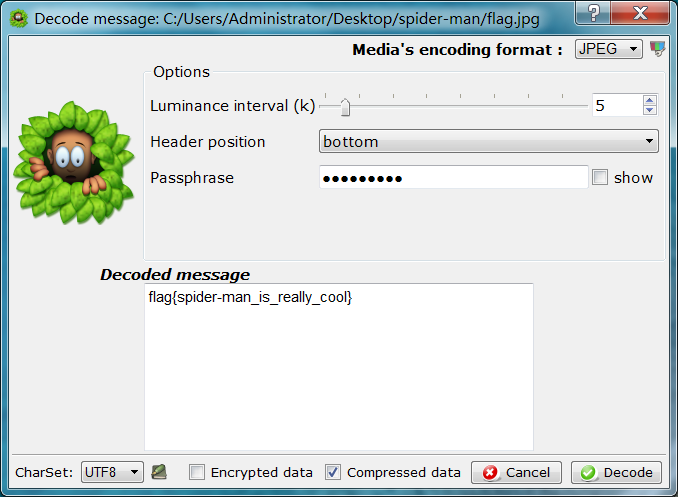 Decode message: C:/Users/Administrator/Desktop/spider-man/flag.jpg
Media's encoding format : JPEG
Options
Luminance interval (k) 5
Header position bottom
Passphrase ●●●●●●●●● show
Decoded message
flag{spider-man_is_really_cool}
CharSet: UTF8 Encrypted data Compressed data Cancel Decode